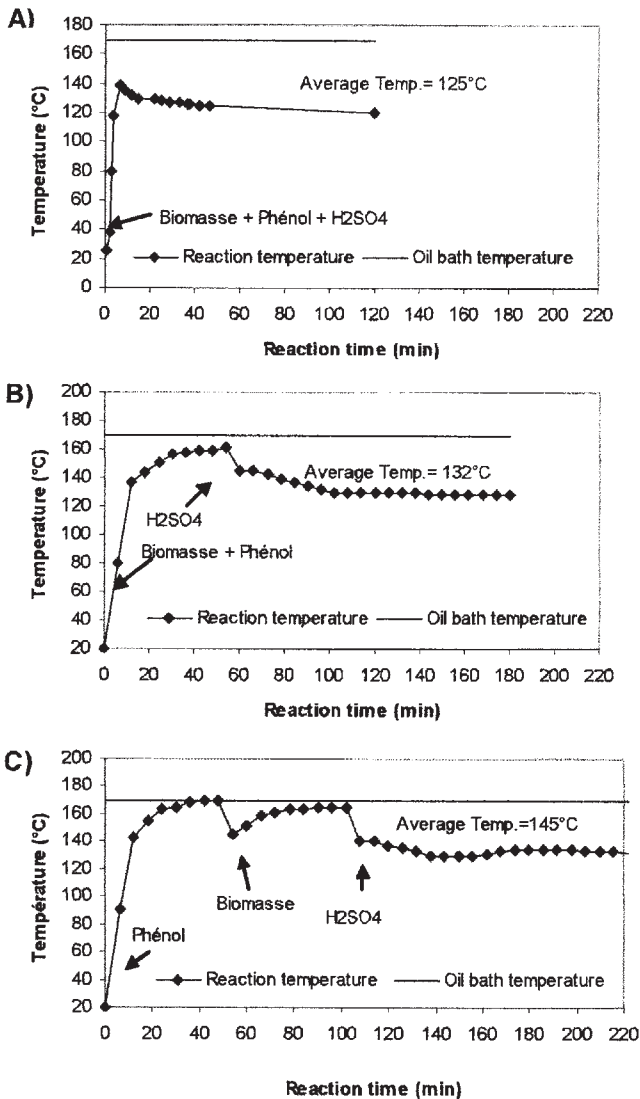 A)
180
160
140
120
100
80
60
40
20
0
Temperature (°C)
Average Temp.= 125°C
Biomasse + Phénol + H2SO4
Reaction temperature
Oil bath temperature
0 20 40 60 80 100 120 140 160 180 200 220
Reaction time (min)
B)
200
180
160
140
120
100
80
60
40
20
Temperature (°C)
Average Temp.= 132°C
H2SO4
Biomasse + Phénol
Reaction temperature
Oil bath temperature
0 20 40 60 80 100 120 140 160 180 200 220
Reaction time (min)
C)
200
180
160
140
120
100
80
60
40
20
Température (°C)
Average Temp.=145°C
Biomasse
H2SO4
Phénol
Reaction temperature
Oil bath temperature
0 20 40 60 80 100 120 140 160 180 200 220
Reaction time (min)